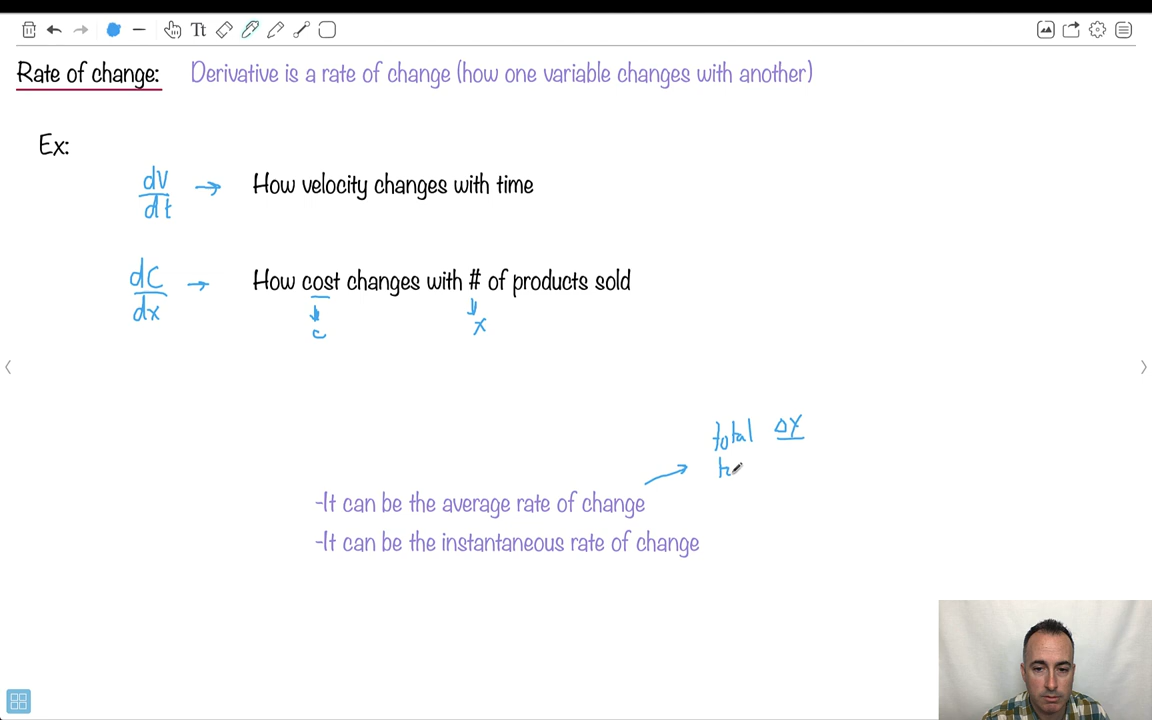 Tt
Rate of change: Derivative is a rate of change (how one variable changes with another)
Ex:
dV
dt → How velocity changes with time
dC
dx → How cost changes with # of products sold
c x
total ΔY
-It can be the average rate of change
-It can be the instantaneous rate of change